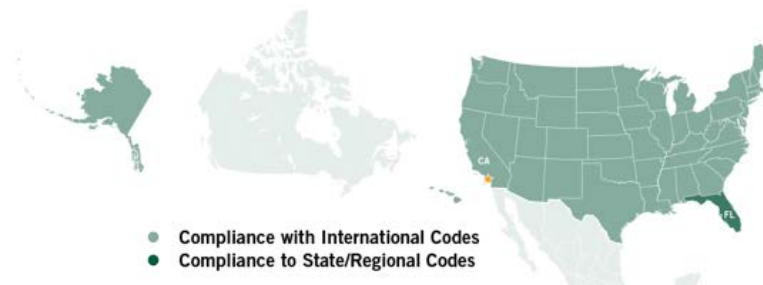 CA
FL
Compliance with International Codes
Compliance to State/Regional Codes